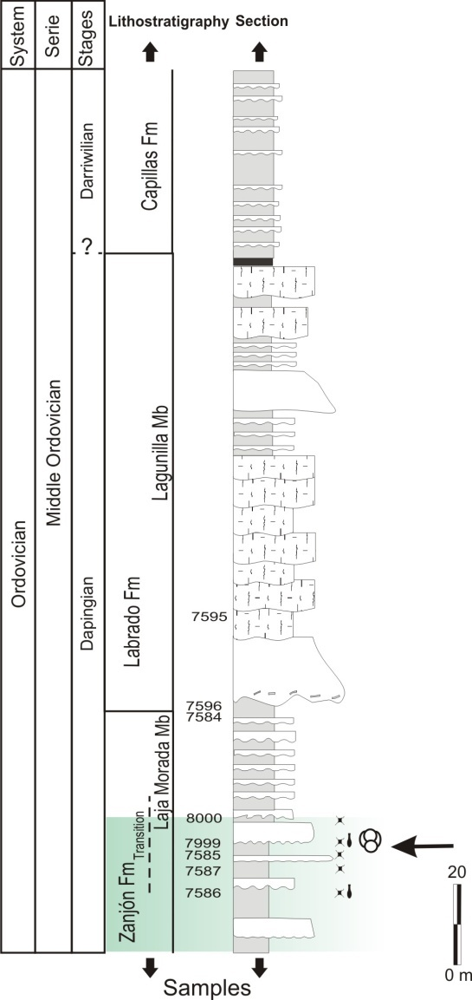 System
Serie
Stages
Lithostratigraphy Section
Darriwilian
Capillas Fm
?
Middle Ordovician
Lagunilla Mb
Ordovician
Dapingian
Labrado Fm
7595
7596
7584
Laja Morada Mb
8000
Transition
7999
7585
Zanjón Fm
7587
7586
20
0 m
Samples